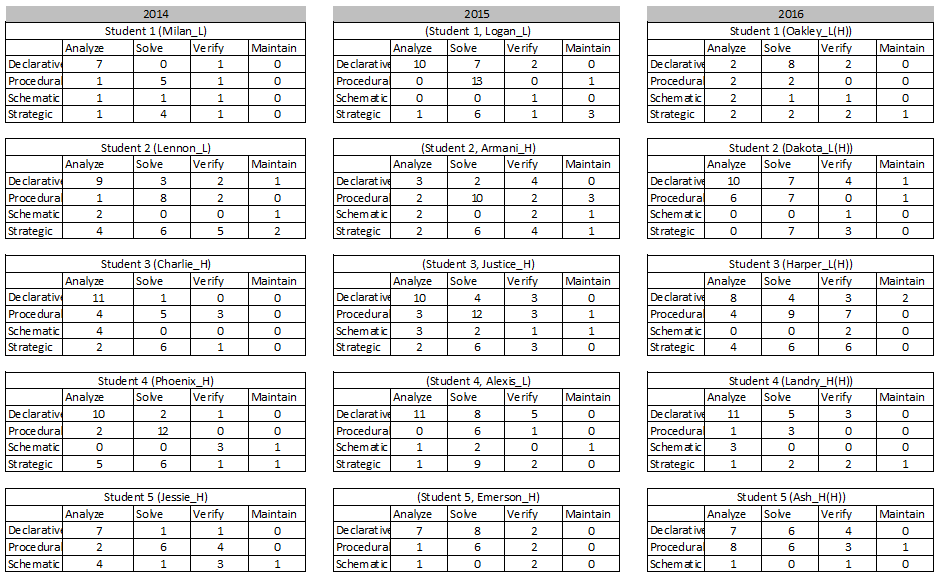 2014 2015 2016
Student 1 (Milan_L) (Student 1, Logan_L) Student 1 (Oakley_L(H))
Analyze Solve Verify Maintain Analyze Solve Verify Maintain Analyze Solve Verify Maintain
Declarative 7 0 1 0 Declarative 10 7 2 0 Declarative 2 8 2 0
Procedural 1 5 1 0 Procedural 0 13 0 1 Procedural 2 2 0 0
Schematic 1 1 1 0 Schematic 0 0 1 0 Schematic 2 1 1 0
Strategic 1 4 1 0 Strategic 1 6 1 3 Strategic 2 2 2 1
Student 2 (Lennon_L) (Student 2, Armani_H) Student 2 (Dakota_L(H))
Analyze Solve Verify Maintain Analyze Solve Verify Maintain Analyze Solve Verify Maintain
Declarative 9 3 2 1 Declarative 3 2 4 0 Declarative 10 7 4 1
Procedural 1 8 2 0 Procedural 2 10 2 3 Procedural 6 7 0 1
Schematic 2 0 0 1 Schematic 2 0 2 1 Schematic 0 0 1 0
Strategic 4 6 5 2 Strategic 2 6 4 1 Strategic 0 7 3 0
Student 3 (Charlie_H) (Student 3, Justice_H) Student 3 (Harper_L(H))
Analyze Solve Verify Maintain Analyze Solve Verify Maintain Analyze Solve Verify Maintain
Declarative 11 1 0 0 Declarative 10 4 3 0 Declarative 8 4 3 2
Procedural 4 5 3 0 Procedural 3 12 3 1 Procedural 4 9 7 0
Schematic 4 0 0 0 Schematic 3 2 1 1 Schematic 0 0 2 0
Strategic 2 6 1 0 Strategic 2 6 3 0 Strategic 4 6 6 0
Student 4 (Phoenix_H) (Student 4, Alexis_L) Student 4 (Landry_H(H))
Analyze Solve Verify Maintain Analyze Solve Verify Maintain Analyze Solve Verify Maintain
Declarative 10 2 1 0 Declarative 11 8 5 0 Declarative 11 5 3 0
Procedural 2 12 0 0 Procedural 0 6 1 0 Procedural 1 3 0 0
Schematic 0 0 3 1 Schematic 1 2 0 1 Schematic 3 0 0 0
Strategic 5 6 1 1 Strategic 1 9 2 0 Strategic 1 2 2 1
Student 5 (Jessie_H) (Student 5, Emerson_H) Student 5 (Ash_H(H))
Analyze Solve Verify Maintain Analyze Solve Verify Maintain Analyze Solve Verify Maintain
Declarative 7 1 1 0 Declarative 7 8 2 0 Declarative 7 6 4 0
Procedural 2 6 4 0 Procedural 1 6 2 0 Procedural 8 6 3 1
Schematic 4 1 3 1 Schematic 1 0 2 0 Schematic 1 0 1 0